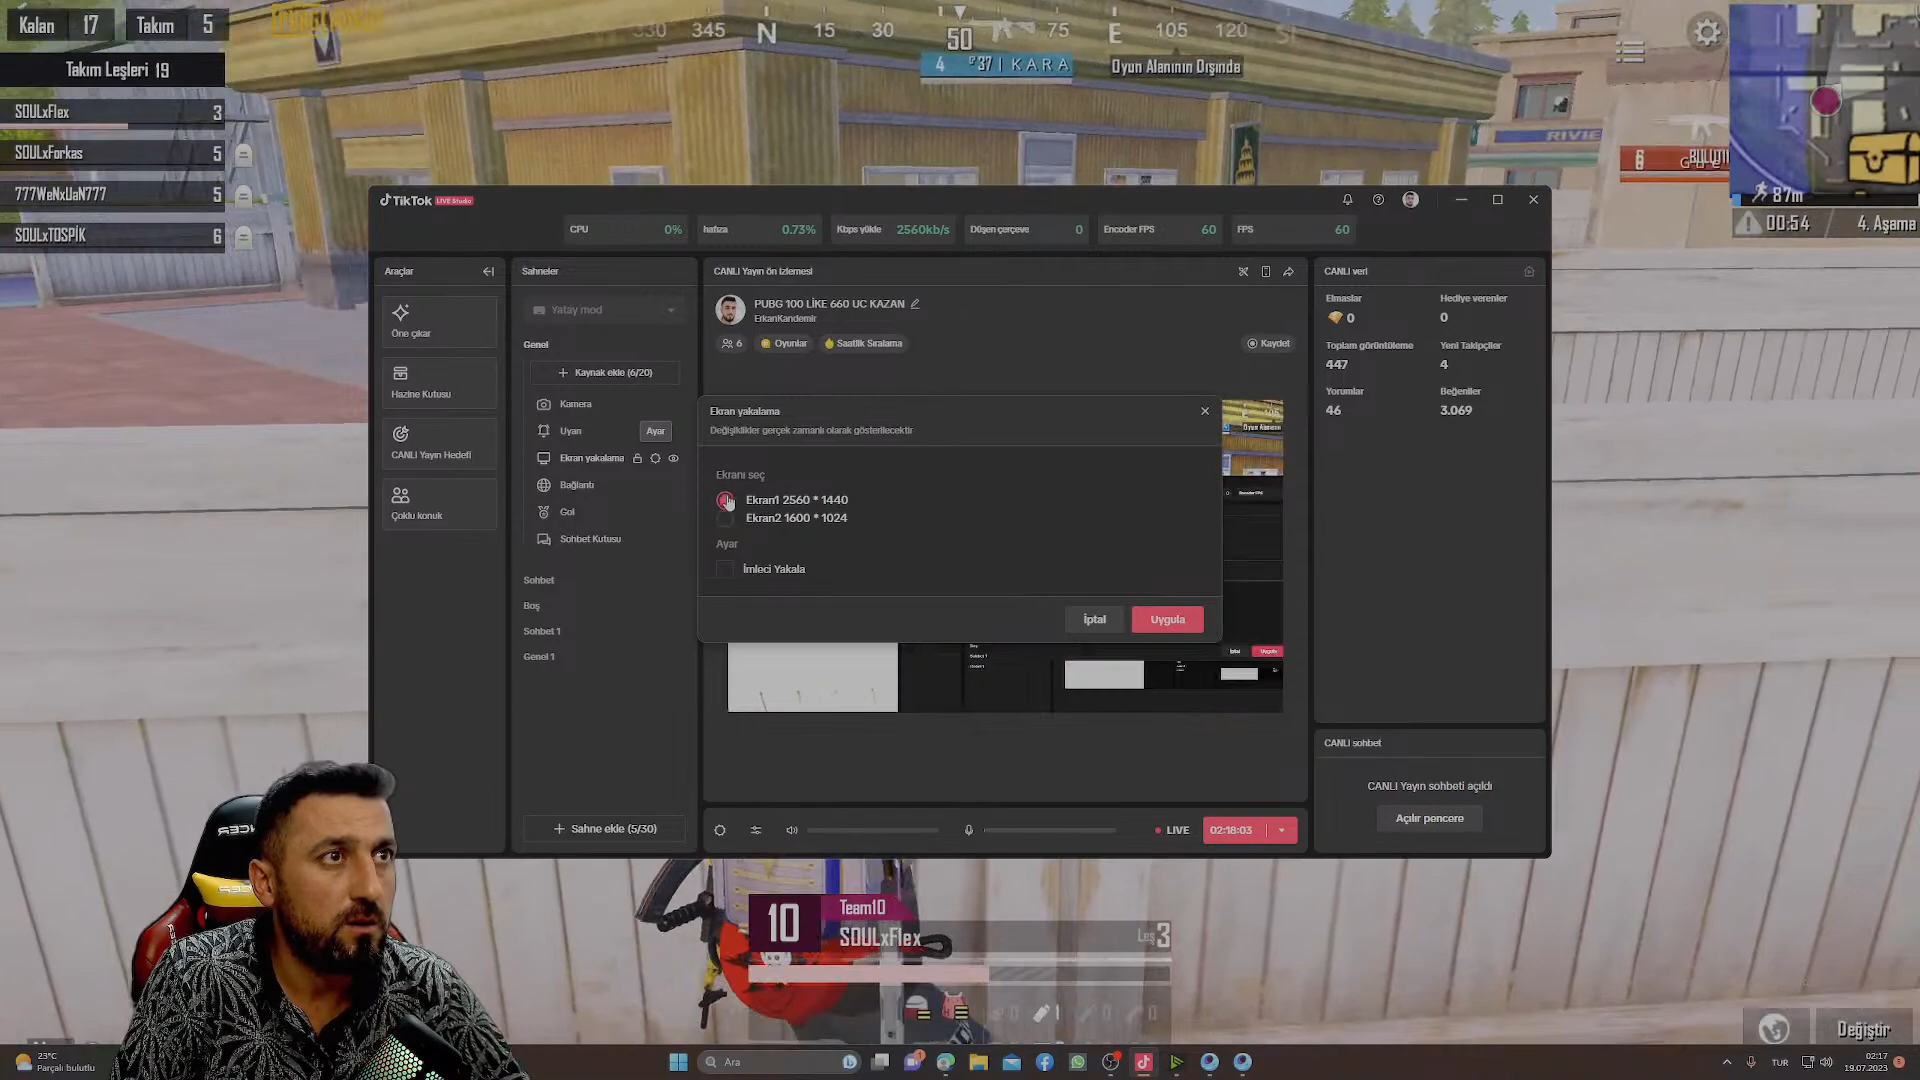 Kalan 17 Takım 5
Takım Leşleri 19
SOULxFlex 3
SOULxForkas 5
777WeNxUaN777 5
SOULxTOSPİK 6
330 345 N 15 30 50 75 E 105 120
4 37 | KARA
Oyun Alanının Dışında
RIVIE
6
87m
00:54 / 4. Aşama
TikTok LIVE Studio
CPU 0%
hafıza 0.73%
Kbps yükle 2560kb/s
Düşen çerçeve 0
Encoder FPS 60
FPS 60
Araçlar
Öne çıkar
Hazine Kutusu
CANLI Yayın Hedefi
Çoklu konuk
Sahneler
Yatay mod
Genel
Kaynak ekle (6/20)
Kamera
Uyarı
Ayar
Ekran yakalama
Bağlantı
Gol
Sohbet Kutusu
Sohbet
Boş
Sohbet 1
Genel 1
Sahne ekle (5/30)
CANLI Yayın ön izlemesi
PUBG 100 LİKE 660 UC KAZAN
ErkanKandemir
6
Oyunlar
Saatlik Sıralama
Kaydet
Ekran yakalama
Değişiklikler gerçek zamanlı olarak gösterilecektir
Ekranı seç
Ekran1 2560 * 1440
Ekran2 1600 * 1024
Ayar
İmleci Yakala
İptal
Uygula
LIVE
02:18:03
CANLI veri
Elmaslar
0
Hediye verenler
0
Toplam görüntüleme
447
Yeni Takipçiler
4
Yorumlar
46
Beğeniler
3.069
CANLI sohbet
CANLI Yayın sohbeti açıldı
Açılır pencere
10 Team10
SOULxFlex
Leş 3
Değiştir
23°C
Parçalı bulutlu
Ara
TUR
02:17
19.07.2023